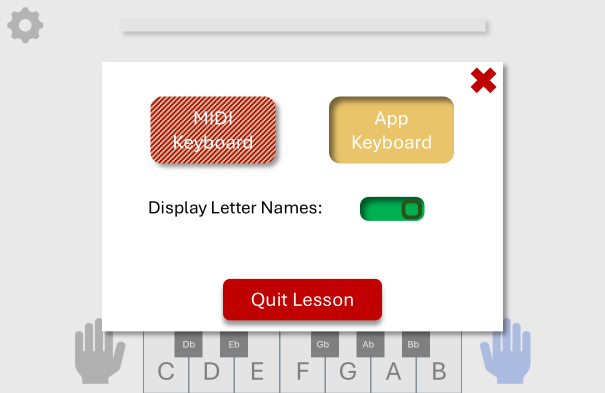 MIDI
Keyboard
App
Keyboard
Display Letter Names:
Quit Lesson
Db Eb Gb Ab Bb
C D E F G A B